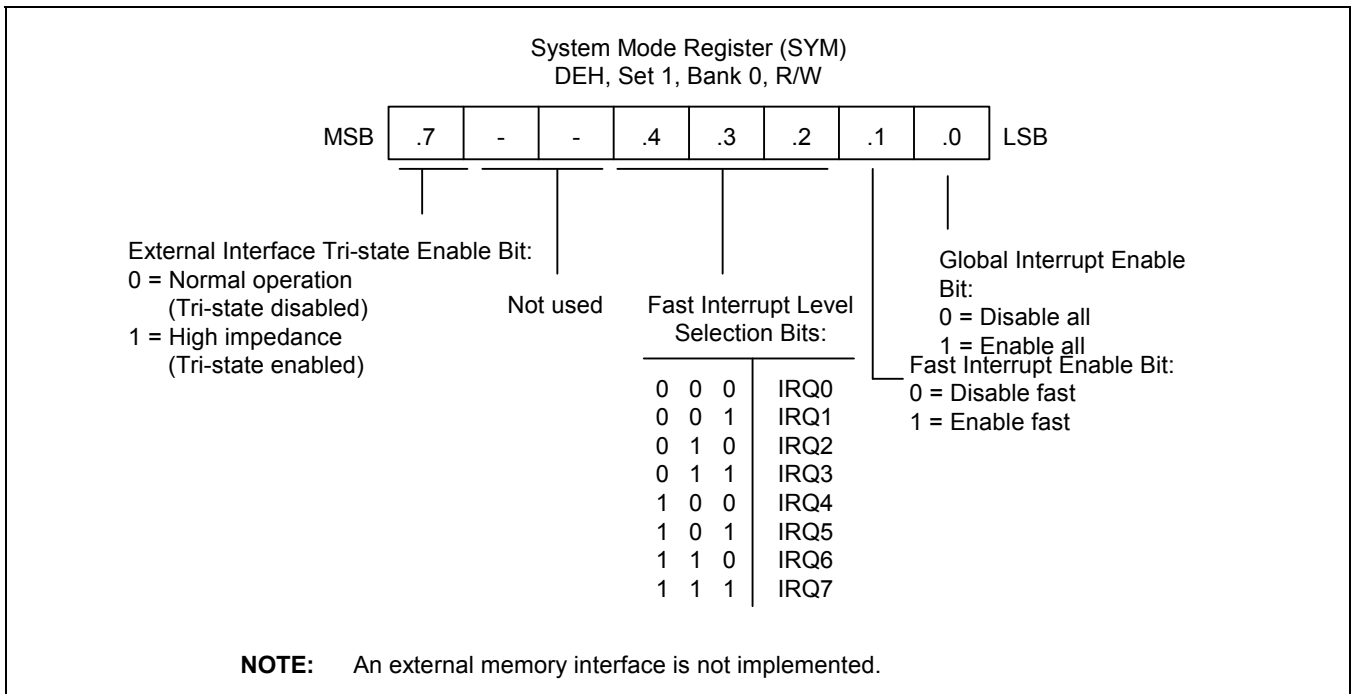 System Mode Register (SYM)
DEH, Set 1, Bank 0, R/W
MSB .7 - - .4 .3 .2 .1 .0 LSB
External Interface Tri-state Enable Bit:
0 = Normal operation
(Tri-state disabled)
1 = High impedance
(Tri-state enabled)
Not used
Fast Interrupt Level
Selection Bits:
0 0 0 IRQ0
0 0 1 IRQ1
0 1 0 IRQ2
0 1 1 IRQ3
1 0 0 IRQ4
1 0 1 IRQ5
1 1 0 IRQ6
1 1 1 IRQ7
Global Interrupt Enable
Bit:
0 = Disable all
1 = Enable all
Fast Interrupt Enable Bit:
0 = Disable fast
1 = Enable fast
NOTE: An external memory interface is not implemented.